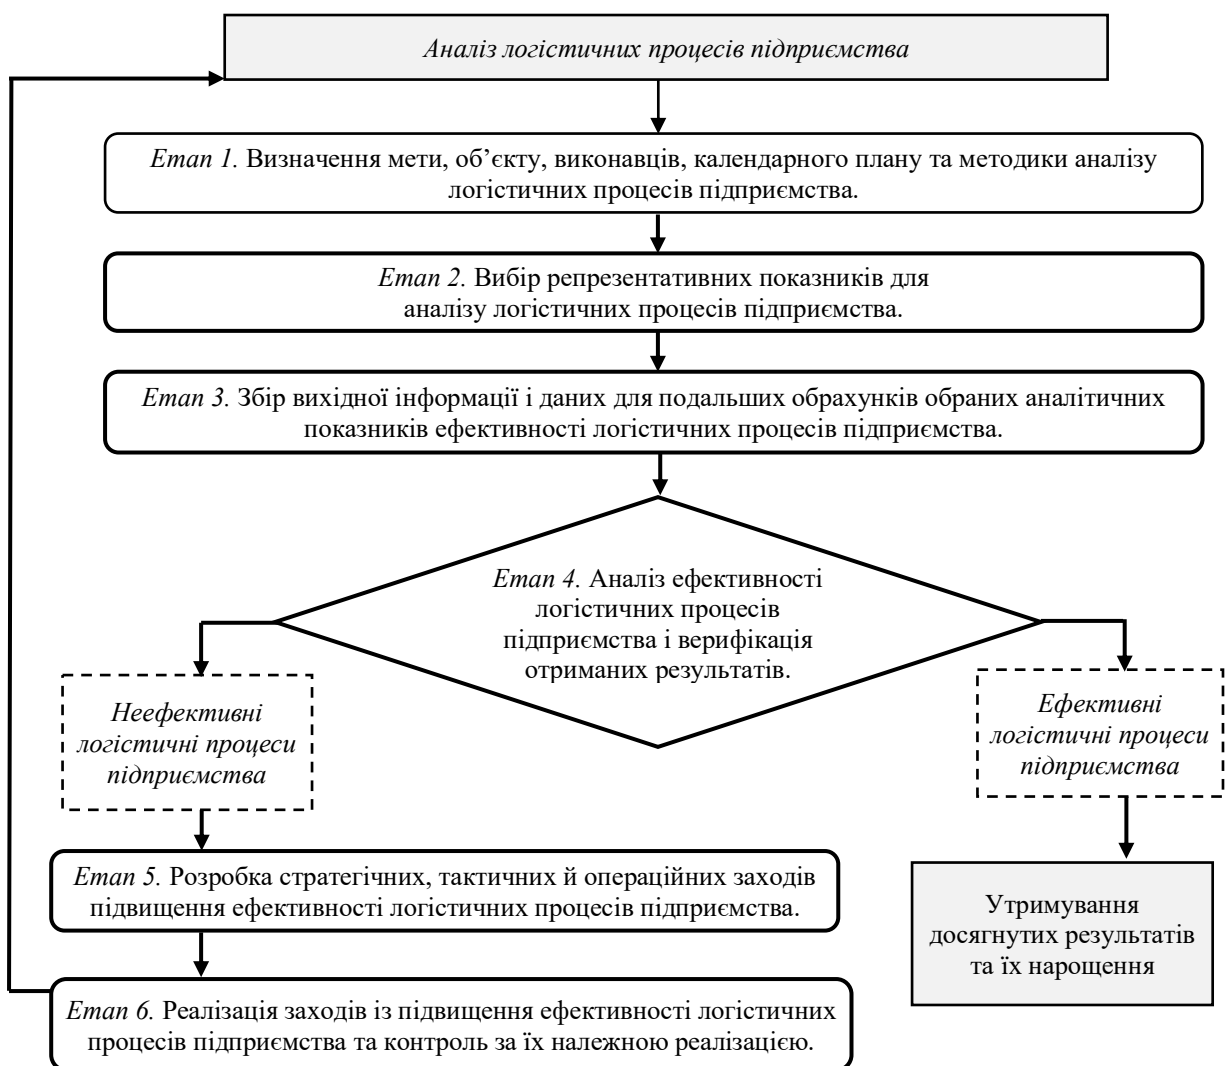 Аналіз логістичних процесів підприємства
Етап 1. Визначення мети, об’єкту, виконавців, календарного плану та методики аналізу
логістичних процесів підприємства.
Етап 2. Вибір репрезентативних показників для
аналізу логістичних процесів підприємства.
Етап 3. Збір вихідної інформації і даних для подальших обрахунків обраних аналітичних
показників ефективності логістичних процесів підприємства.
Етап 4. Аналіз ефективності
логістичних процесів
підприємства і верифікація
отриманих результатів.
Неефективні
логістичні процеси
підприємства
Ефективні
логістичні процеси
підприємства
Етап 5. Розробка стратегічних, тактичних й операційних заходів
підвищення ефективності логістичних процесів підприємства.
Утримування
досягнутих результатів
та їх нарощення
Етап 6. Реалізація заходів із підвищення ефективності логістичних
процесів підприємства та контроль за їх належною реалізацією.